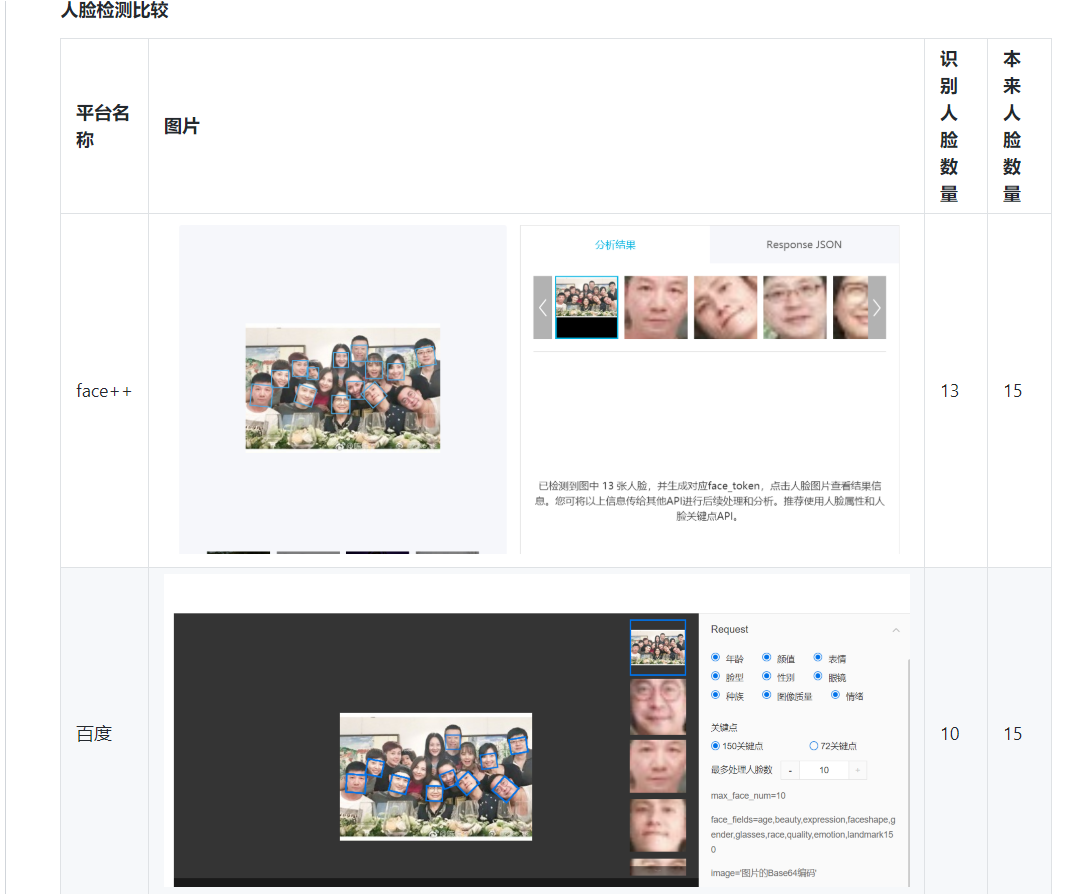 人脸检测比较
平台名称
图片
识别人脸数量
本来人脸数量
face++
分析结果
Response JSON
已检测到图中 13 张人脸，并生成对应face_token，点击人脸图片查看结果信
息。您可将以上信息传给其他API进行后续处理和分析。推荐使用人脸属性和人
脸关键点API。
13
15
百度
Request
年龄 颜值 表情
脸型 性别 眼镜
种族 图像质量 情绪
关键点
150关键点 72关键点
最多处理人脸数 - 10 +
max_face_num=10
face_fields=age,beauty,expression,faceshape,g
ender,glasses,race,quality,emotion,landmark15
0
image='图片的Base64编码'
10
15